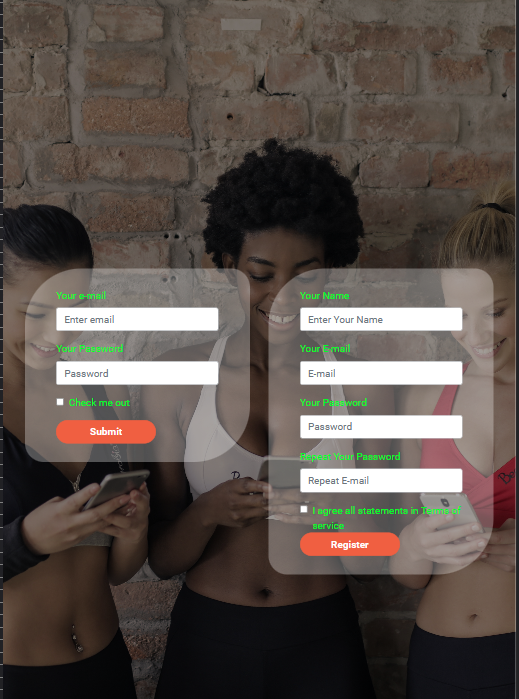 Your e-mail
Enter email
Your Password
Password
Check me out
Submit
Your Name
Enter Your Name
Your E-mail
E-mail
Your Password
Password
Repeat Your Password
Repeat E-mail
I agree all statements in Terms of
service
Register